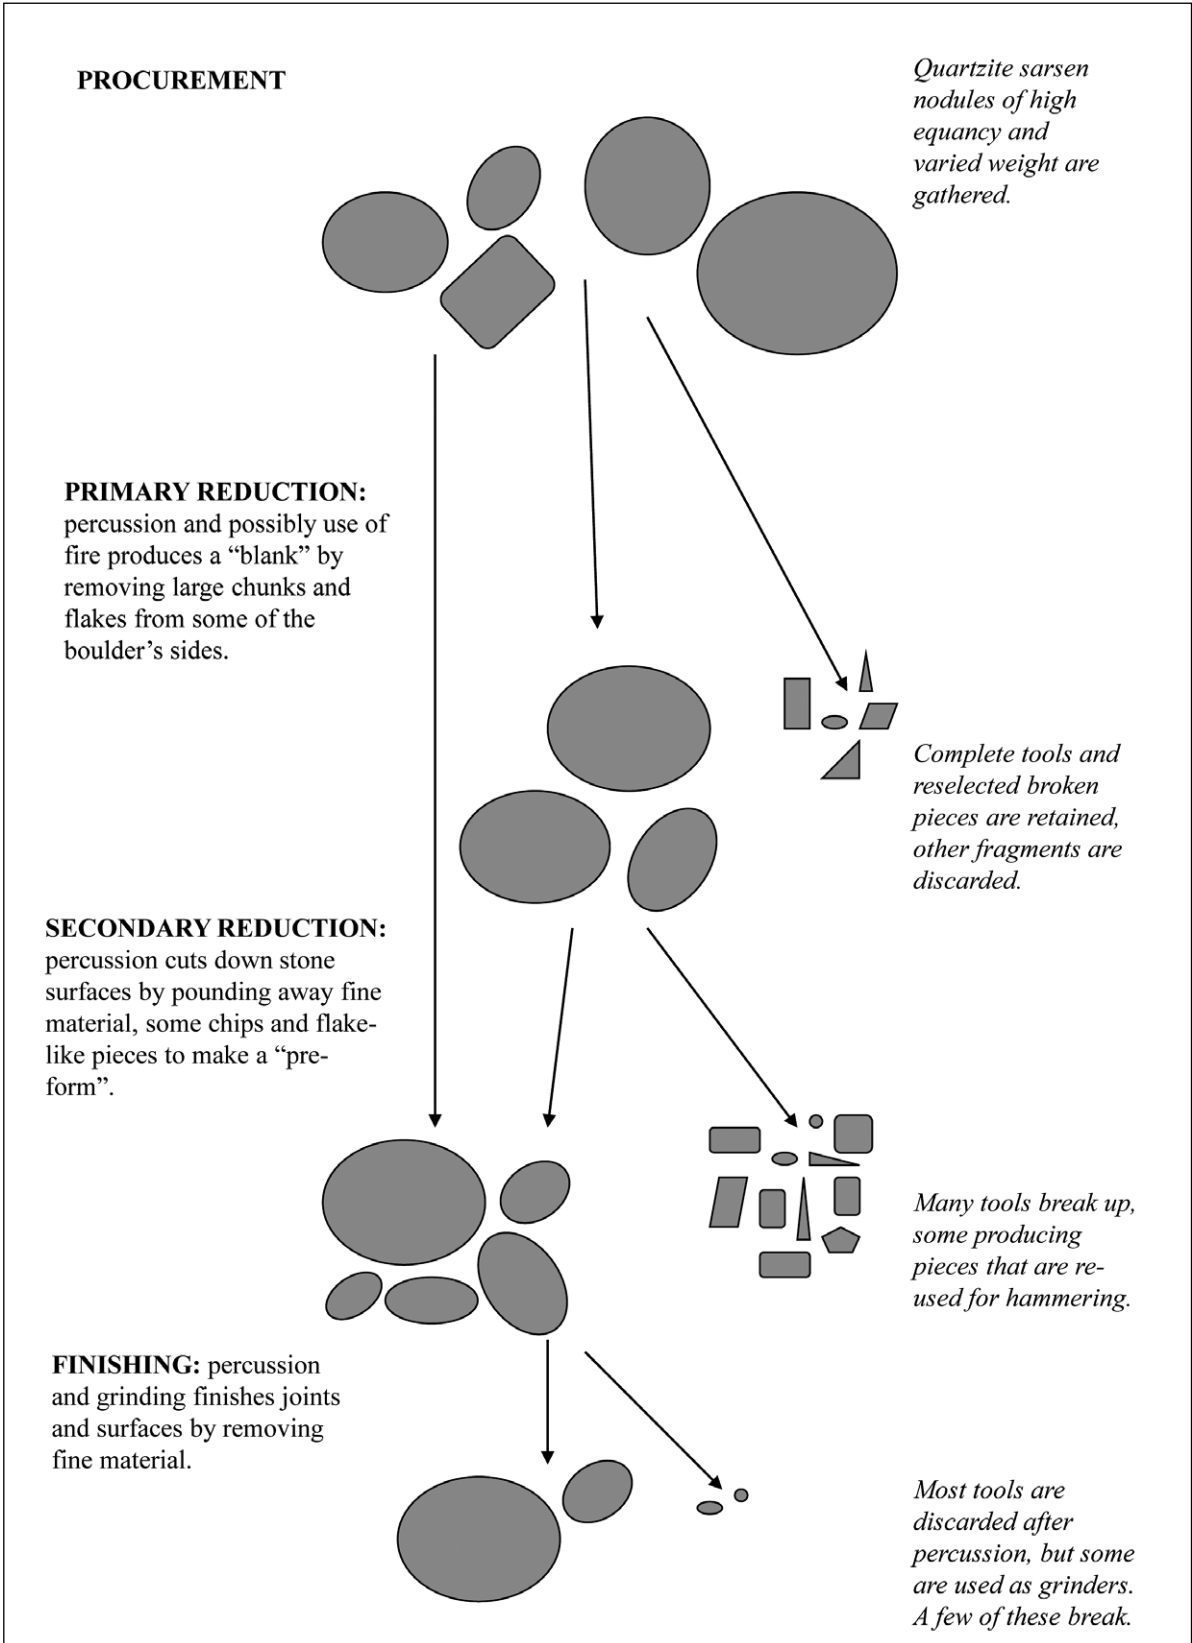 PROCUREMENT
Quartzite sarsen
nodules of high
equancy and
varied weight are
gathered.
PRIMARY REDUCTION:
percussion and possibly use of
fire produces a “blank” by
removing large chunks and
flakes from some of the
boulder’s sides.
Complete tools and
reselected broken
pieces are retained,
other fragments are
discarded.
SECONDARY REDUCTION:
percussion cuts down stone
surfaces by pounding away fine
material, some chips and flake-
like pieces to make a “pre-
form”.
Many tools break up,
some producing
pieces that are re-
used for hammering.
FINISHING: percussion
and grinding finishes joints
and surfaces by removing
fine material.
Most tools are
discarded after
percussion, but some
are used as grinders.
A few of these break.